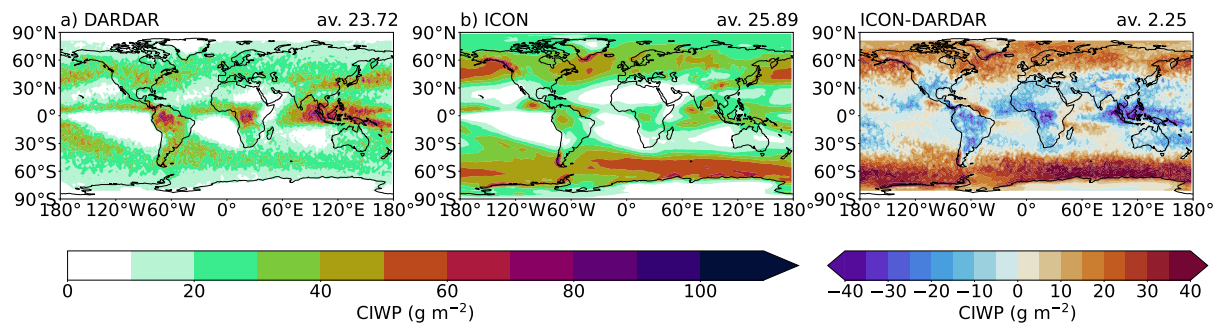 a) DARDAR av. 23.72
b) ICON av. 25.89
ICON-DARDAR av. 2.25
90°N
60°N
30°N
0°
30°S
60°S
90°S
180° 120°W 60°W 0° 60°E 120°E 180°
90°N
60°N
30°N
0°
30°S
60°S
90°S
180° 120°W 60°W 0° 60°E 120°E 180°
90°N
60°N
30°N
0°
30°S
60°S
90°S
180° 120°W 60°W 0° 60°E 120°E 180°
0 20 40 60 80 100
CIWP (g m−2)
−40 −30 −20 −10 0 10 20 30 40
CIWP (g m−2)